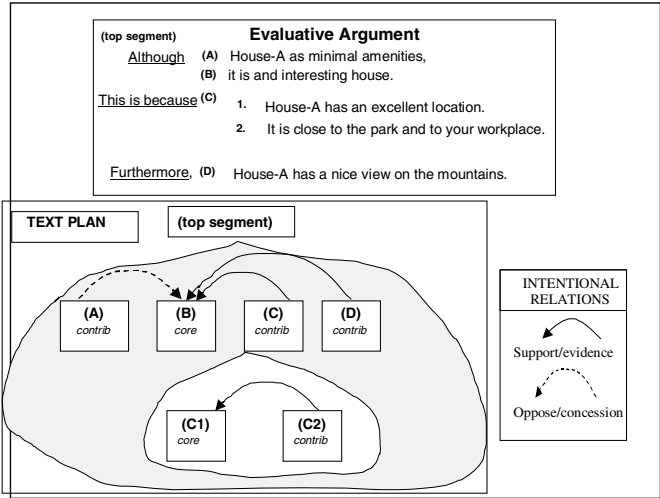 (top segment) Evaluative Argument
Although (A) House-A as minimal amenities,
(B) it is and interesting house.
This is because (C) 1. House-A has an excellent location.
2. It is close to the park and to your workplace.
Furthermore, (D) House-A has a nice view on the mountains.
TEXT PLAN (top segment)
(A) (B) (C) (D)
contrib core contrib contrib
(C1) (C2)
core contrib
INTENTIONAL
RELATIONS
Support/evidence
Oppose/concession